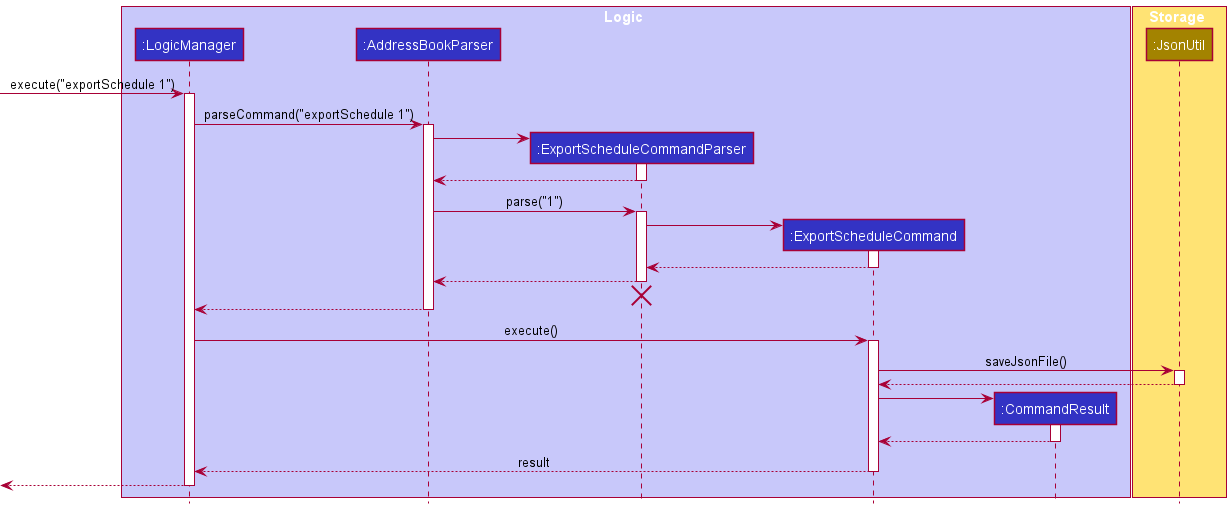 Logic
Storage
:LogicManager
:AddressBookParser
:JsonUtil
execute("exportSchedule 1")
parseCommand("exportSchedule 1")
:ExportScheduleCommandParser
parse("1")
:ExportScheduleCommand
execute()
saveJsonFile()
:CommandResult
result